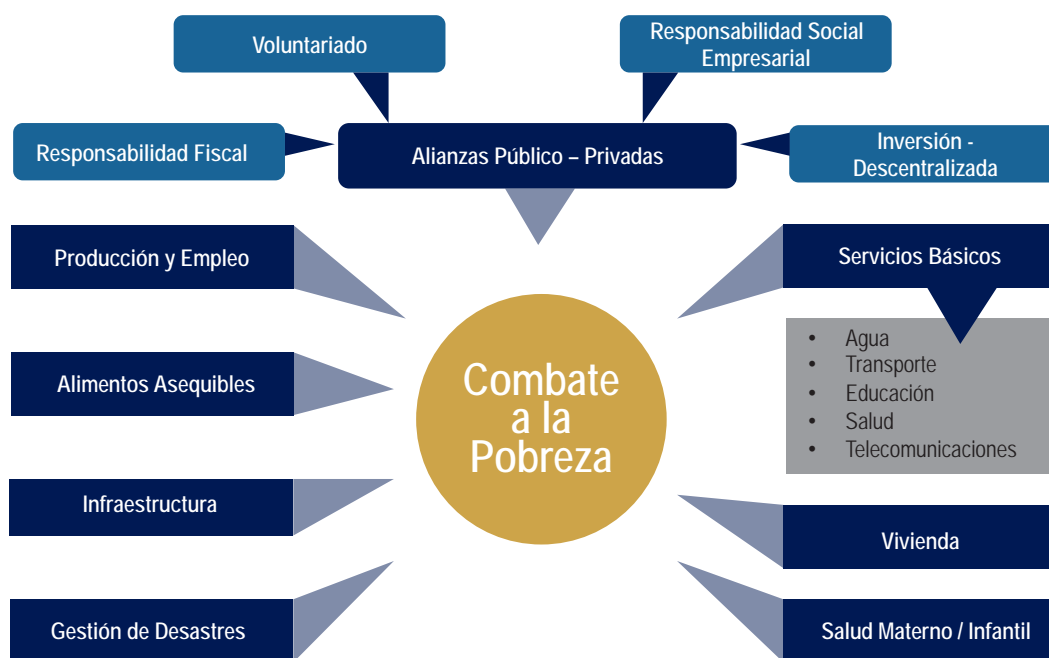 Voluntariado
Responsabilidad Social
Empresarial
Responsabilidad Fiscal
Alianzas Público – Privadas
Inversión -
Descentralizada
Producción y Empleo
Servicios Básicos
• Agua
• Transporte
• Educación
• Salud
• Telecomunicaciones
Alimentos Asequibles
Combate
a la
Pobreza
Infraestructura
Vivienda
Gestión de Desastres
Salud Materno / Infantil